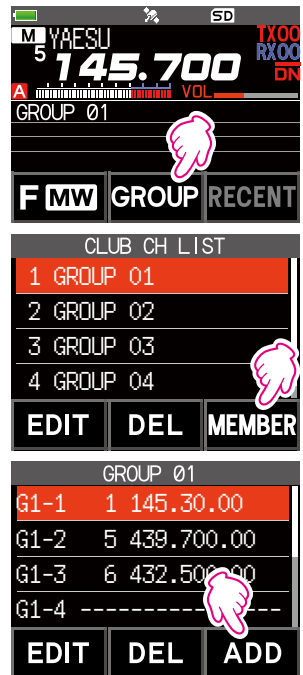 SD
M YAESU TX00
5 145.700 RX00
DN
A VOL
GROUP 01
F MW GROUP RECENT
CLUB CH LIST
1 GROUP 01
2 GROUP 02
3 GROUP 03
4 GROUP 04
EDIT DEL MEMBER
GROUP 01
G1-1 1 145.30.00
G1-2 5 439.700.00
G1-3 6 432.500.00
G1-4 ----------------
EDIT DEL ADD